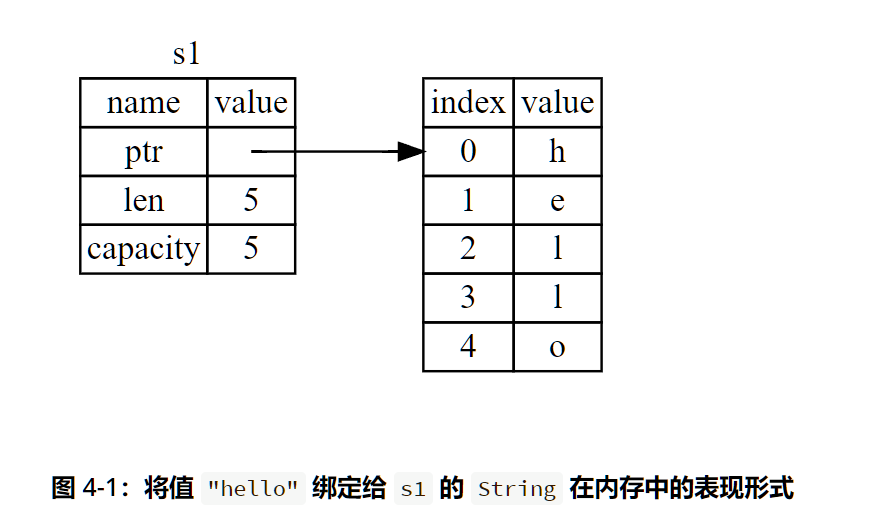 s1
name value
ptr
len 5
capacity 5
index value
0 h
1 e
2 l
3 l
4 o
图 4-1：将值 "hello" 绑定给 s1 的 String 在内存中的表现形式